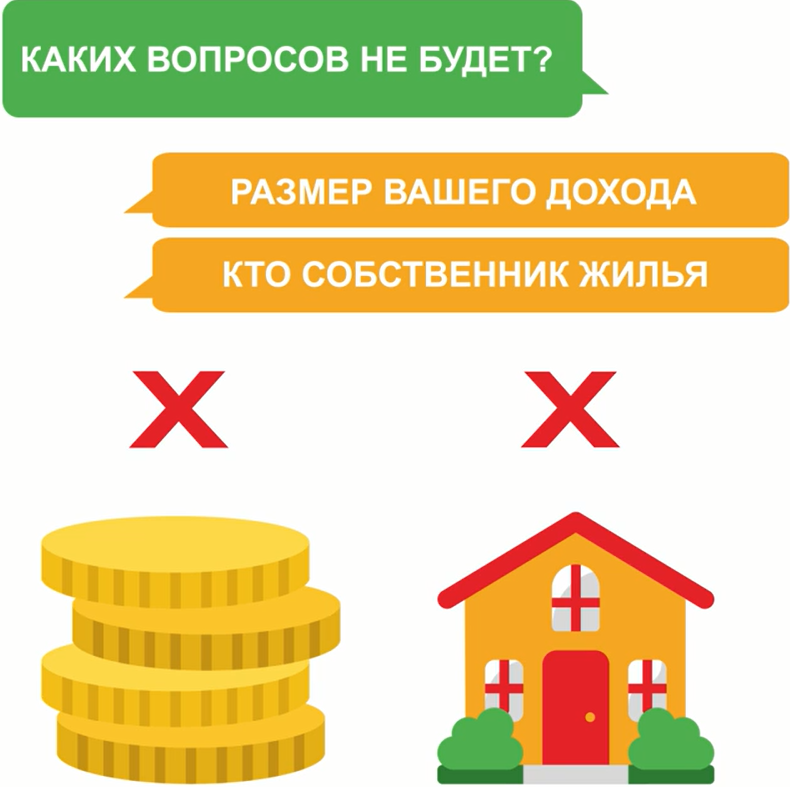 КАКИХ ВОПРОСОВ НЕ БУДЕТ?
РАЗМЕР ВАШЕГО ДОХОДА
КТО СОБСТВЕННИК ЖИЛЬЯ